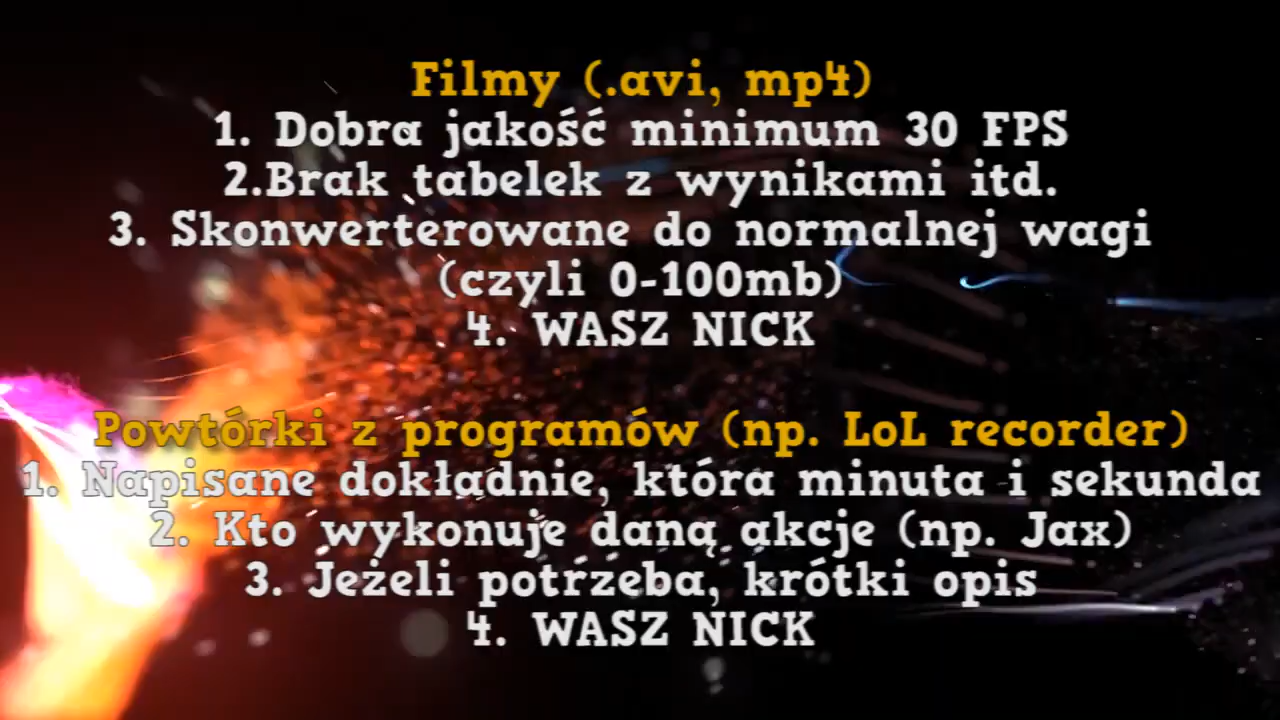 Filmy (.avi, mp4)
1. Dobra jakość minimum 30 FPS
2.Brak tabelek z wynikami itd.
3. Skonwerterowane do normalnej wagi
(czyli 0-100mb)
4. WASZ NICK
Powtórki z programów (np. LoL recorder)
1. Napisane dokładnie, która minuta i sekunda
2. Kto wykonuje daną akcje (np. Jax)
3. Jeżeli potrzeba, krótki opis
4. WASZ NICK